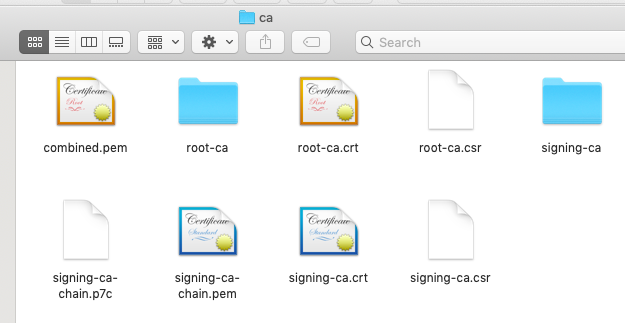 ca
Search
combined.pem
root-ca
root-ca.crt
root-ca.csr
signing-ca
signing-ca-
chain.p7c
signing-ca-
chain.pem
signing-ca.crt
signing-ca.csr
Certificate
Root
Certificate
Root
Certificate
Standard
Certificate
Standard